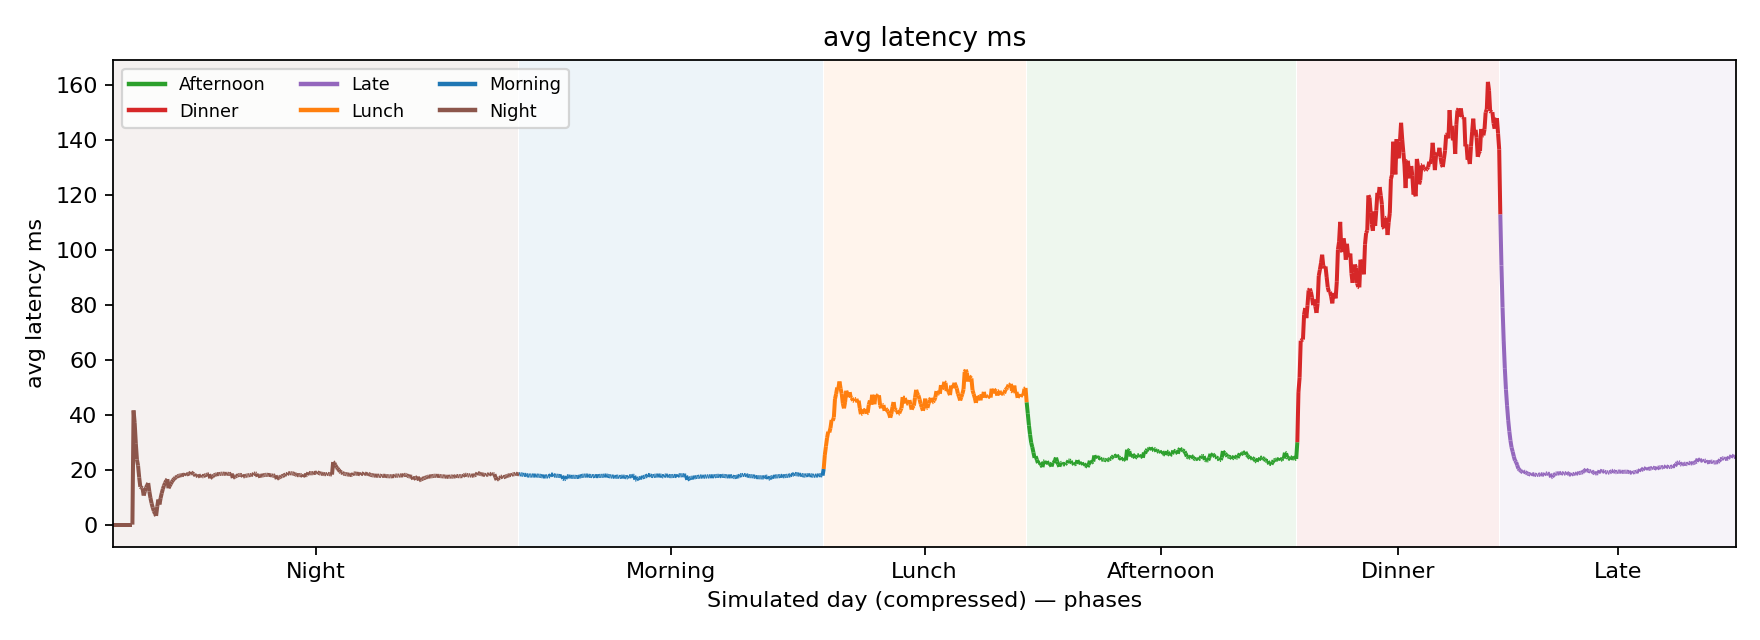 avg latency ms
Afternoon Late Morning
Dinner Lunch Night
160
140
120
100
80
60
40
20
0
avg latency ms
Night Morning Lunch Afternoon Dinner Late
Simulated day (compressed) — phases